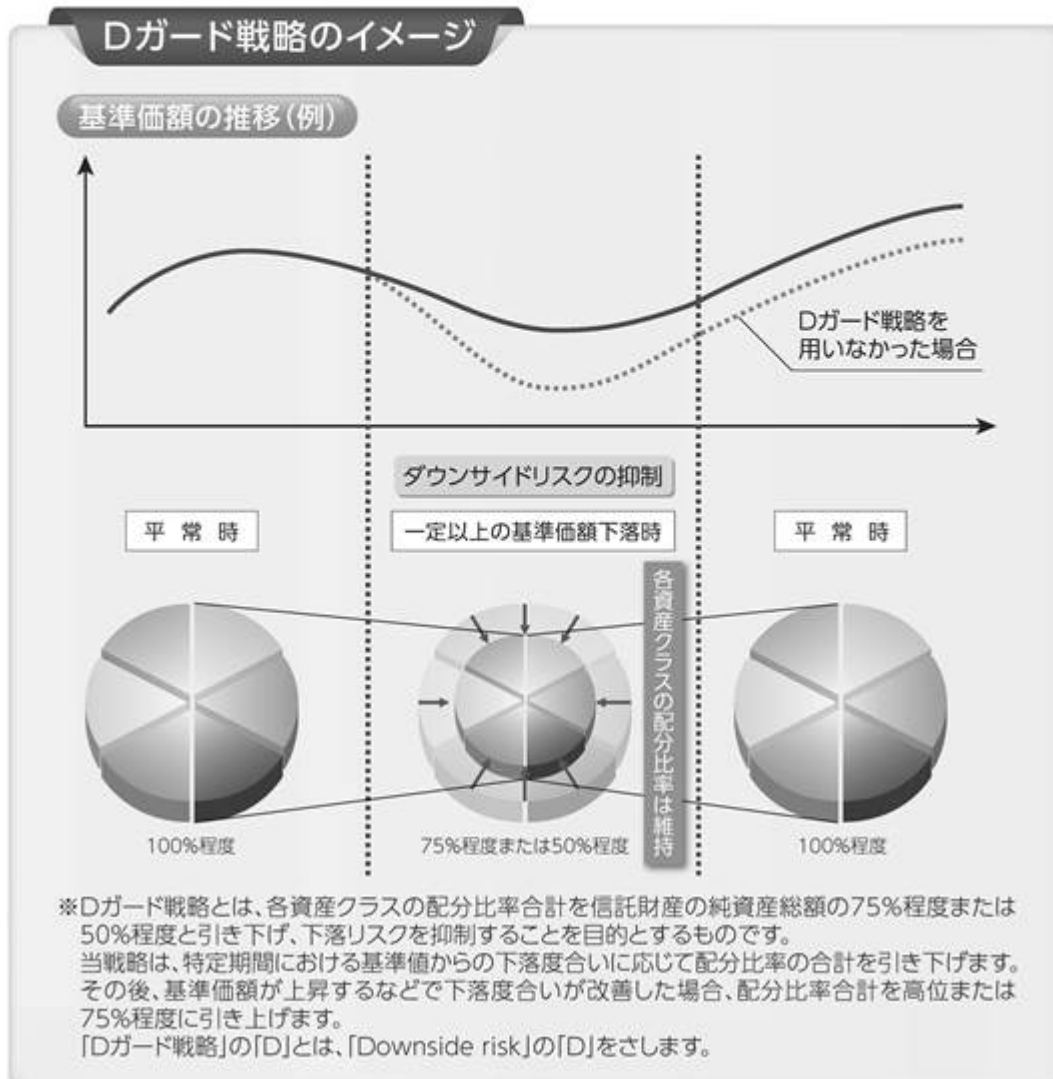 Dガード戦略のイメージ
基準価額の推移(例)
Dガード戦略を
用いなかった場合
ダウンサイドリスクの抑制
平常時
一定以上の基準価額下落時
平常時
各資産クラスの配分比率は維持
100%程度
75%程度または50%程度
100%程度
※Dガード戦略とは、各資産クラスの配分比率合計を信託財産の純資産総額の75%程度または
50%程度と引き下げ、下落リスクを抑制することを目的とするものです。
当戦略は、特定期間における基準値からの下落度合いに応じて配分比率の合計を引き下げます。
その後、基準価額が上昇するなどで下落度合いが改善した場合、配分比率合計を高位または
75%程度に引き上げます。
「Dガード戦略」の「D」とは、「Downside risk」の「D」をさします。